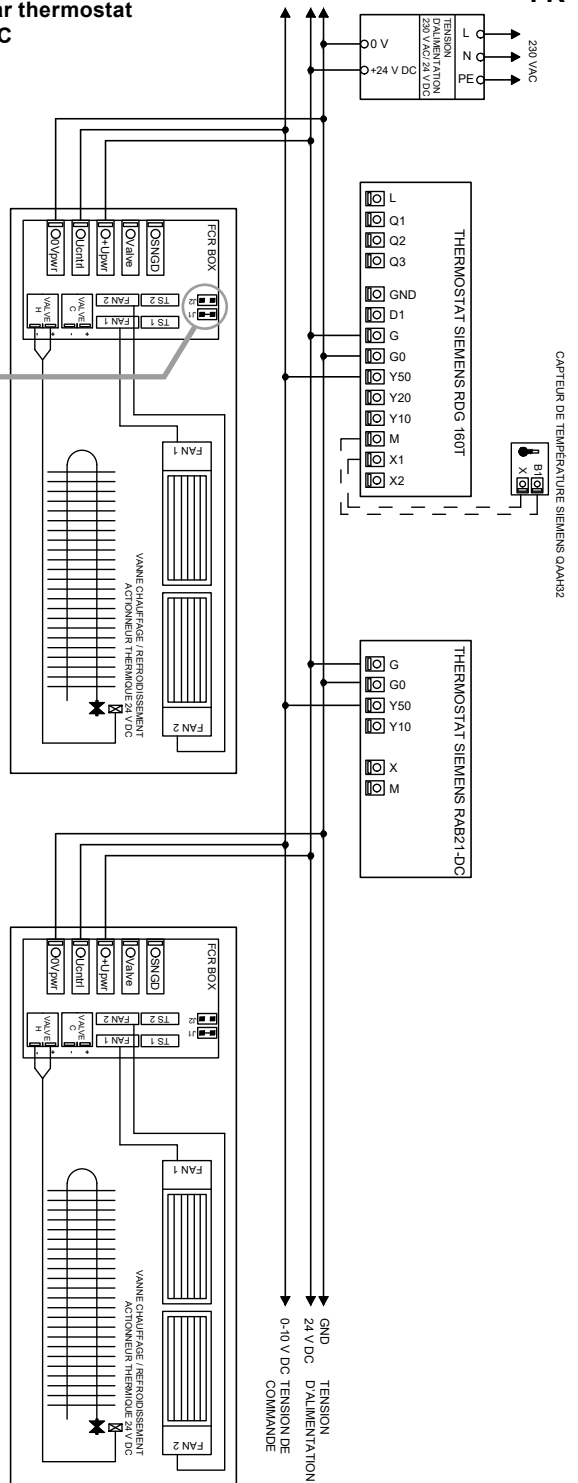 ar thermostat
C
FR
0 V
+24 V DC
TENSION
D'ALIMENTATION
230 V AC/ 24 V DC
L
N
PE
230 VAC
THERMOSTAT SIEMENS RDG 160T
L
Q1
Q2
Q3
GND
D1
G
G0
Y50
Y20
Y10
M
X1
X2
CAPTEUR DE TEMPÉRATURE SIEMENS QAAH32
B1
X
THERMOSTAT SIEMENS RAB21-DC
G
G0
Y50
Y10
X
M
FCR BOX
0Vpwr
Ucntrl
+Upwr
Valve
SNGD
VALVE
H
- +
VALVE
C
- +
FAN 2
FAN 1
TS 2
TS 1
J2
J1
FAN 1
FAN 2
VANNE CHAUFFAGE / REFROIDISSEMENT
ACTIONNEUR THERMIQUE 24 V DC
FCR BOX
0Vpwr
Ucntrl
+Upwr
Valve
SNGD
VALVE
H
- +
VALVE
C
- +
FAN 2
FAN 1
TS 2
TS 1
J2
J1
FAN 1
FAN 2
VANNE CHAUFFAGE / REFROIDISSEMENT
ACTIONNEUR THERMIQUE 24 V DC
GND TENSION
24 V DC D'ALIMENTATION
0-10 V DC TENSION DE
COMMANDE